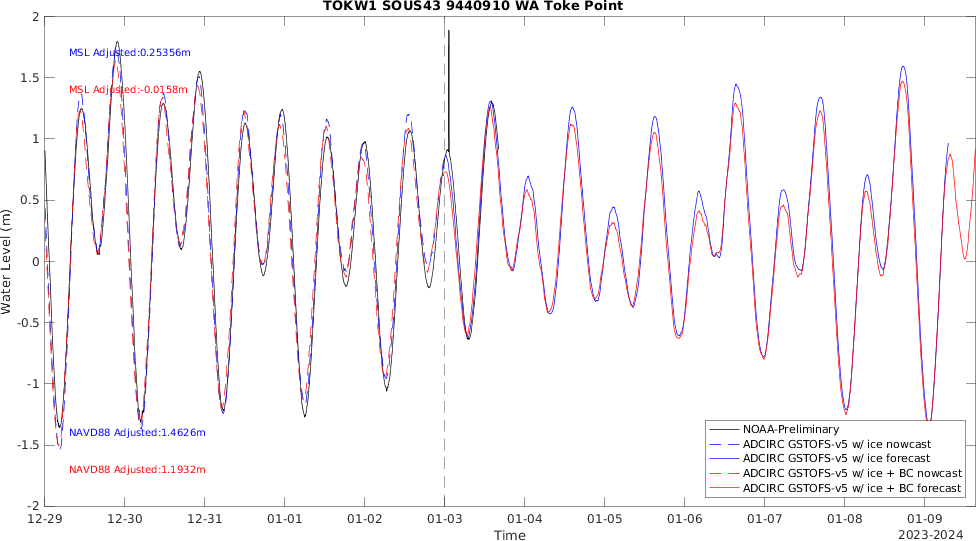 TOKW1 SOUS43 9440910 WA Toke Point
2
1.5
1
0.5
0
-0.5
-1
-1.5
-2
Water Level (m)
MSL Adjusted:0.25356m
MSL Adjusted:-0.0158m
NAVD88 Adjusted:1.4626m
NAVD88 Adjusted:1.1932m
NOAA-Preliminary
ADCIRC GSTOFS-v5 w/ ice nowcast
ADCIRC GSTOFS-v5 w/ ice forecast
ADCIRC GSTOFS-v5 w/ ice + BC nowcast
ADCIRC GSTOFS-v5 w/ ice + BC forecast
12-29 12-30 12-31 01-01 01-02 01-03 01-04 01-05 01-06 01-07 01-08 01-09
Time
2023-2024